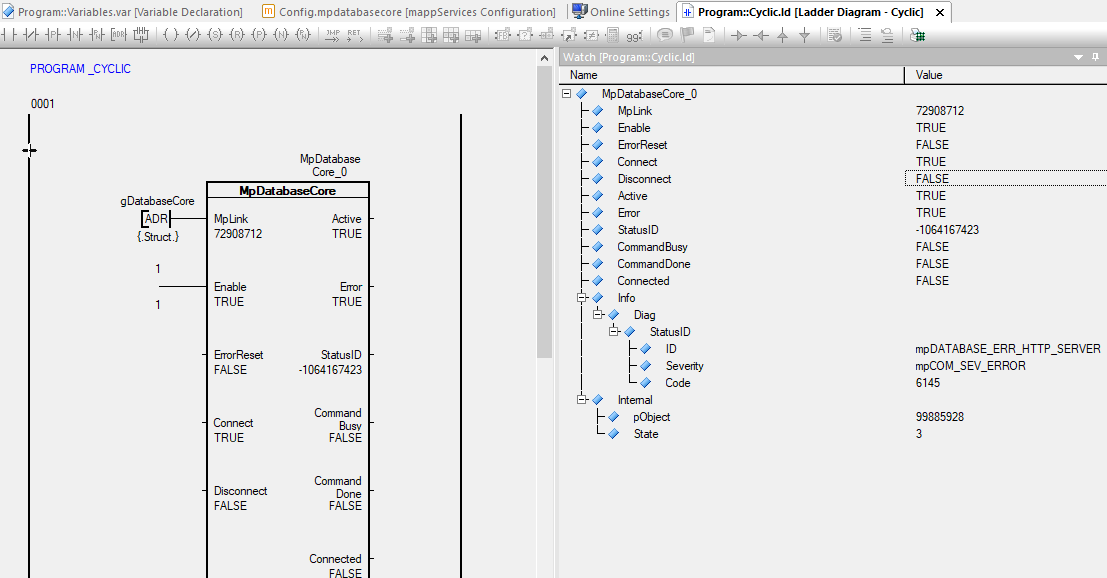 Program::Variables.var [Variable Declaration]
Config.mpdatabasecore [mappServices Configuration]
Online Settings
Program::Cyclic.ld [Ladder Diagram - Cyclic]
JMP
RET
ADR
99
PROGRAM _CYCLIC
0001
MpDatabase
Core_0
MpDatabaseCore
gDatabaseCore
ADR
{.Struct.}
MpLink
72908712
Active
TRUE
1
1
Enable
TRUE
Error
TRUE
ErrorReset
FALSE
StatusID
-1064167423
Connect
TRUE
Command
Busy
FALSE
Disconnect
FALSE
Command
Done
FALSE
Connected
FALSE
Watch [Program::Cyclic.ld]
Name Value
MpDatabaseCore_0
MpLink 72908712
Enable TRUE
ErrorReset FALSE
Connect TRUE
Disconnect FALSE
Active TRUE
Error TRUE
StatusID -1064167423
CommandBusy FALSE
CommandDone FALSE
Connected FALSE
Info
Diag
StatusID
ID mpDATABASE_ERR_HTTP_SERVER
Severity mpCOM_SEV_ERROR
Code 6145
Internal
pObject 99885928
State 3